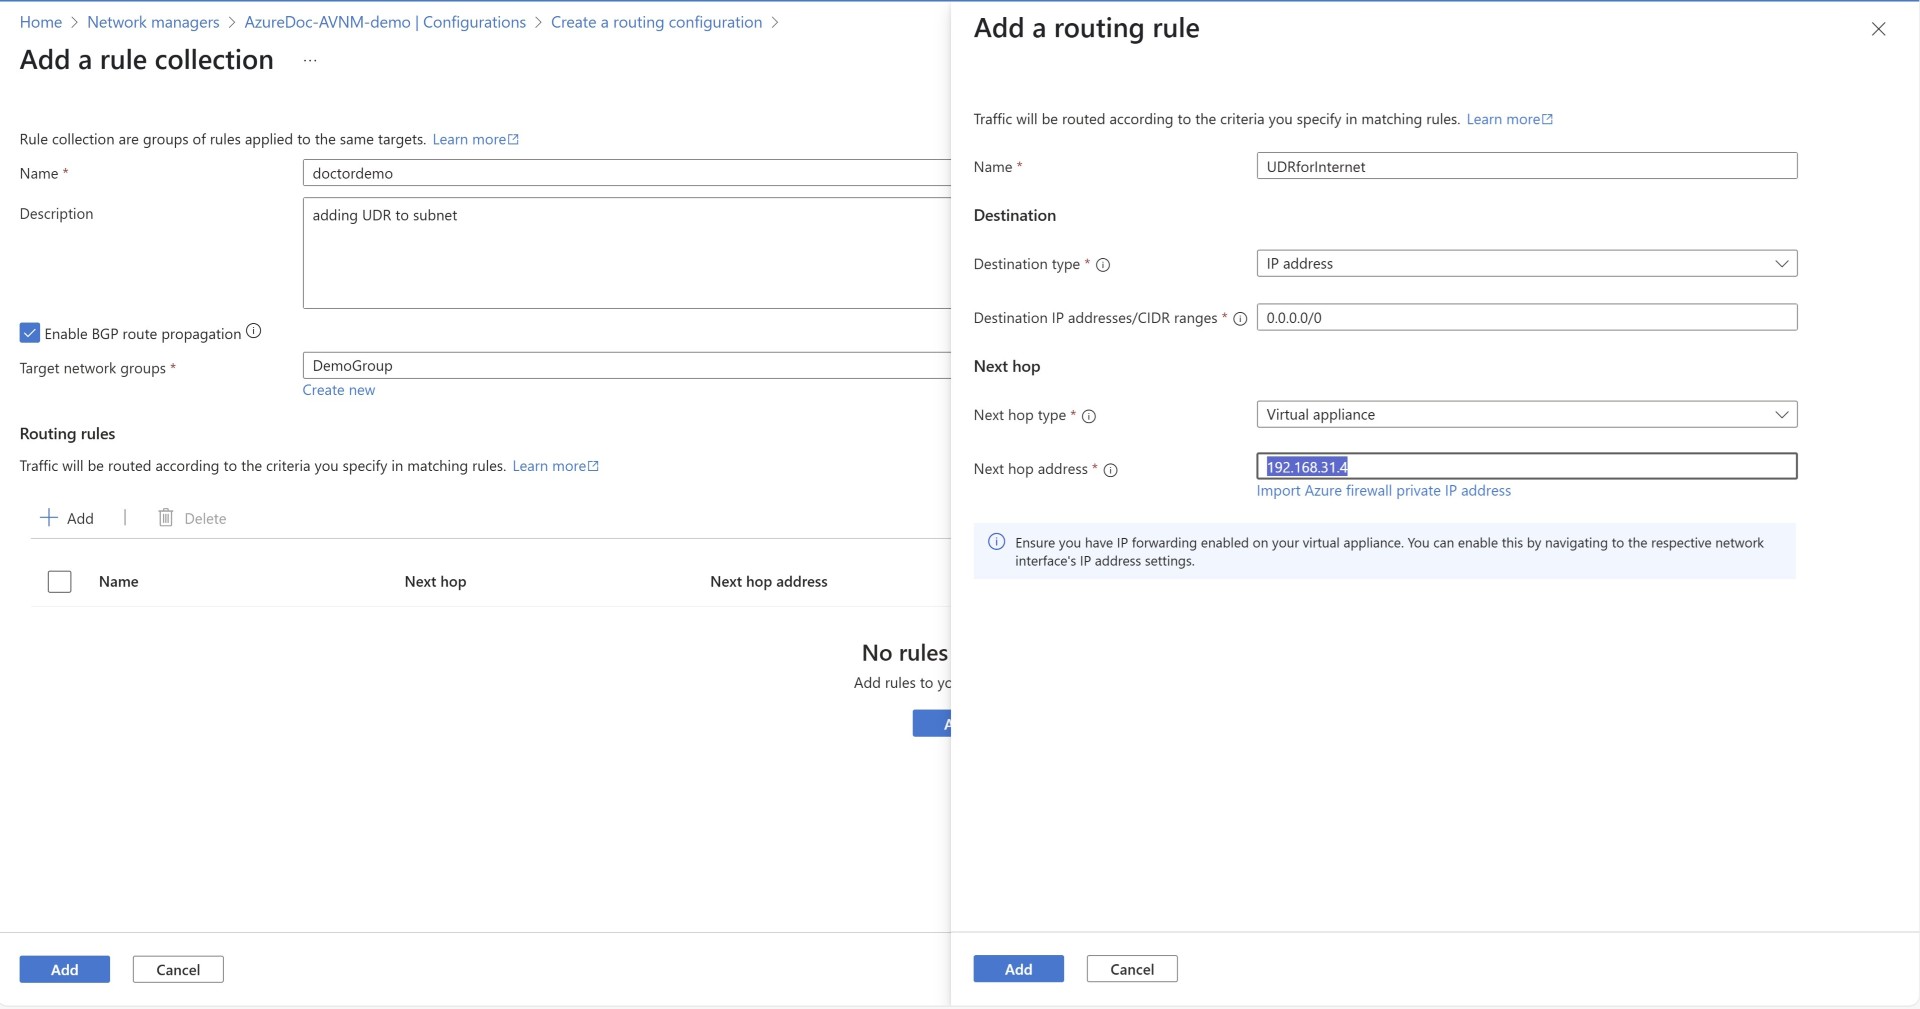 Home > Network managers > AzureDoc-AVNM-demo | Configurations > Create a routing configuration >
Add a rule collection ...
Rule collection are groups of rules applied to the same targets. Learn more
Name *
doctordemo
Description
adding UDR to subnet
Enable BGP route propagation
Target network groups *
DemoGroup
Create new
Routing rules
Traffic will be routed according to the criteria you specify in matching rules. Learn more
Add | Delete
Name Next hop Next hop address
No rules
Add rules to yo
A
Add Cancel
Add a routing rule
Traffic will be routed according to the criteria you specify in matching rules. Learn more
Name *
UDRforInternet
Destination
Destination type *
IP address
Destination IP addresses/CIDR ranges *
0.0.0.0/0
Next hop
Next hop type *
Virtual appliance
Next hop address *
192.168.31.4
Import Azure firewall private IP address
Ensure you have IP forwarding enabled on your virtual appliance. You can enable this by navigating to the respective network
interface's IP address settings.
Add Cancel